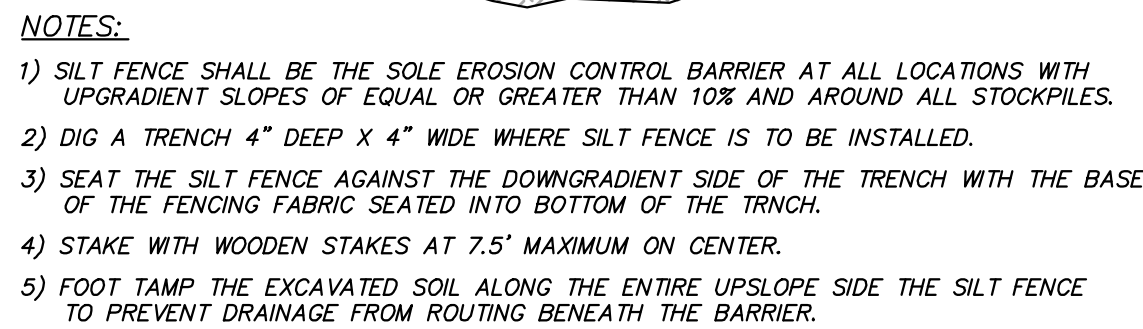 NOTES:
1) SILT FENCE SHALL BE THE SOLE EROSION CONTROL BARRIER AT ALL LOCATIONS WITH
UPGRADIENT SLOPES OF EQUAL OR GREATER THAN 10% AND AROUND ALL STOCKPILES.
2) DIG A TRENCH 4" DEEP X 4" WIDE WHERE SILT FENCE IS TO BE INSTALLED.
3) SEAT THE SILT FENCE AGAINST THE DOWNGRADIENT SIDE OF THE TRENCH WITH THE BASE
OF THE FENCING FABRIC SEATED INTO BOTTOM OF THE TRNCH.
4) STAKE WITH WOODEN STAKES AT 7.5' MAXIMUM ON CENTER.
5) FOOT TAMP THE EXCAVATED SOIL ALONG THE ENTIRE UPSLOPE SIDE THE SILT FENCE
TO PREVENT DRAINAGE FROM ROUTING BENEATH THE BARRIER.